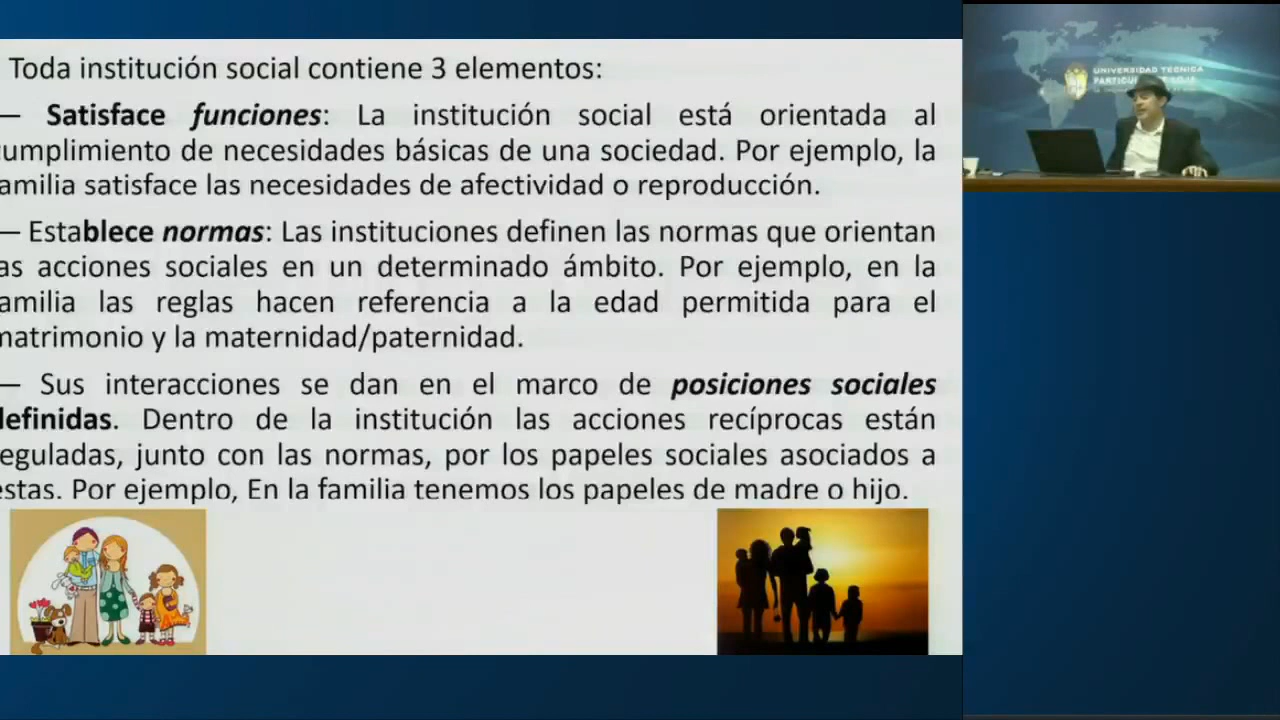 Toda institución social contiene 3 elementos:
— Satisface funciones: La institución social está orientada al
cumplimiento de necesidades básicas de una sociedad. Por ejemplo, la
amilia satisface las necesidades de afectividad o reproducción.
— Establece normas: Las instituciones definen las normas que orientan
as acciones sociales en un determinado ámbito. Por ejemplo, en la
amilia las reglas hacen referencia a la edad permitida para el
matrimonio y la maternidad/paternidad.
— Sus interacciones se dan en el marco de posiciones sociales
definidas. Dentro de la institución las acciones recíprocas están
eguladas, junto con las normas, por los papeles sociales asociados a
estas. Por ejemplo, En la familia tenemos los papeles de madre o hijo.
UNIVERSIDAD TÉCNICA